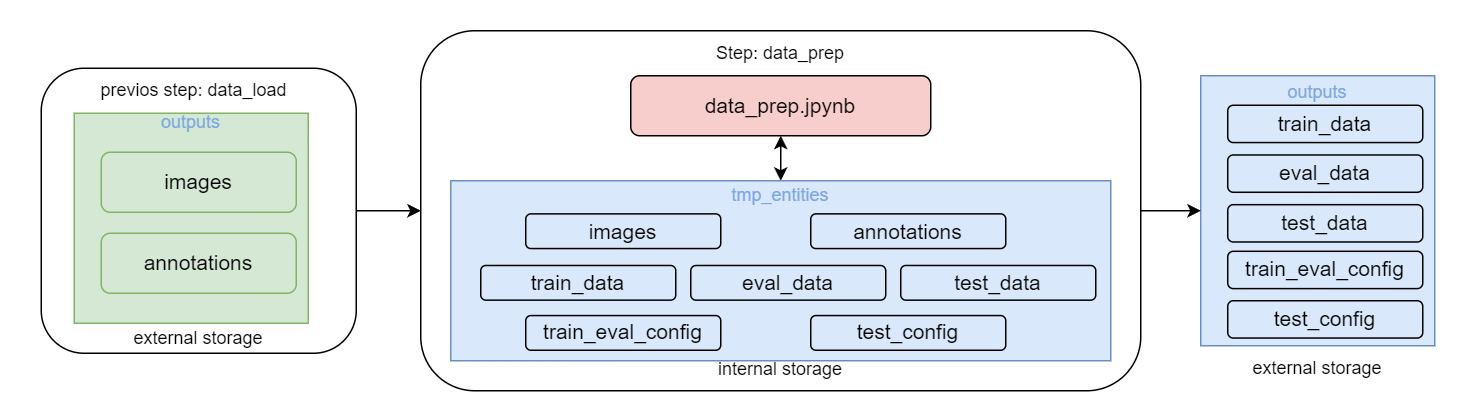 previos step: data_load
outputs
images
annotations
external storage
Step: data_prep
data_prep.jpynb
tmp_entities
images
annotations
train_data
eval_data
test_data
train_eval_config
test_config
internal storage
outputs
train_data
eval_data
test_data
train_eval_config
test_config
external storage